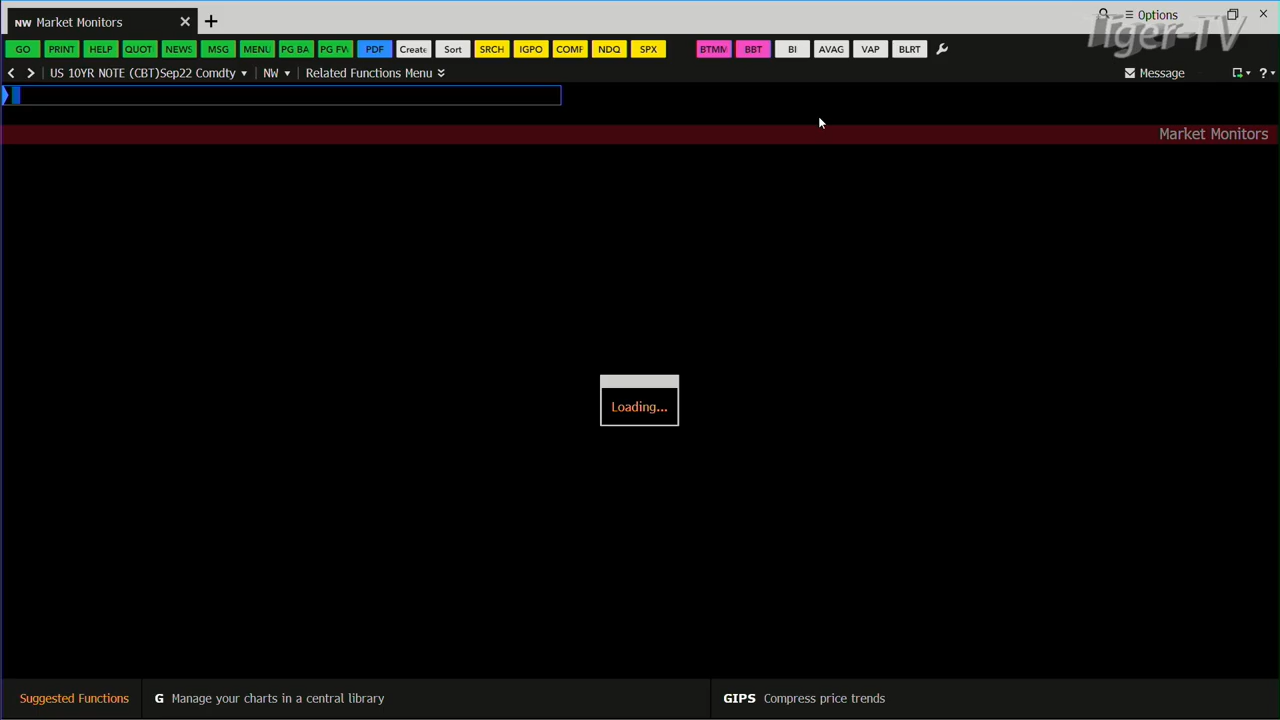 NW Market Monitors
Options
Tiger-TV
GO PRINT HELP QUOT NEWS MSG MENU PG BA PG FW PDF Create Sort SRCH IGPO COMP NDQ SPX BTMM BBT BI AVAG VAP BLRT
US 10YR NOTE (CBT)Sep22 Comdty NW Related Functions Menu Message ?
Market Monitors
Loading...
Suggested Functions G Manage your charts in a central library GIPS Compress price trends